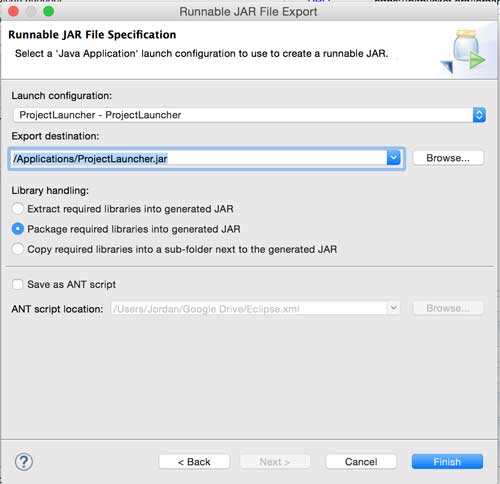 Runnable JAR File Export
Runnable JAR File Specification
Select a 'Java Application' launch configuration to use to create a runnable JAR.
Launch configuration:
ProjectLauncher - ProjectLauncher
Export destination:
/Applications/ProjectLauncher.jar
Browse...
Library handling:
Extract required libraries into generated JAR
Package required libraries into generated JAR
Copy required libraries into a sub-folder next to the generated JAR
Save as ANT script
ANT script location:
/Users/Jordan/Google Drive/Eclipse.xml
Browse...
?
< Back
Next >
Cancel
Finish